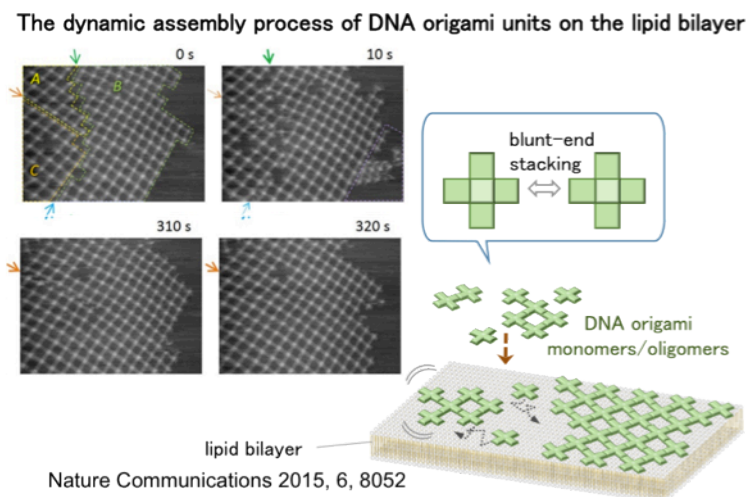 The dynamic assembly process of DNA origami units on the lipid bilayer
0 s
10 s
A
B
C
310 s
320 s
blunt-end
stacking
DNA origami
monomers/oligomers
lipid bilayer
Nature Communications 2015, 6, 8052